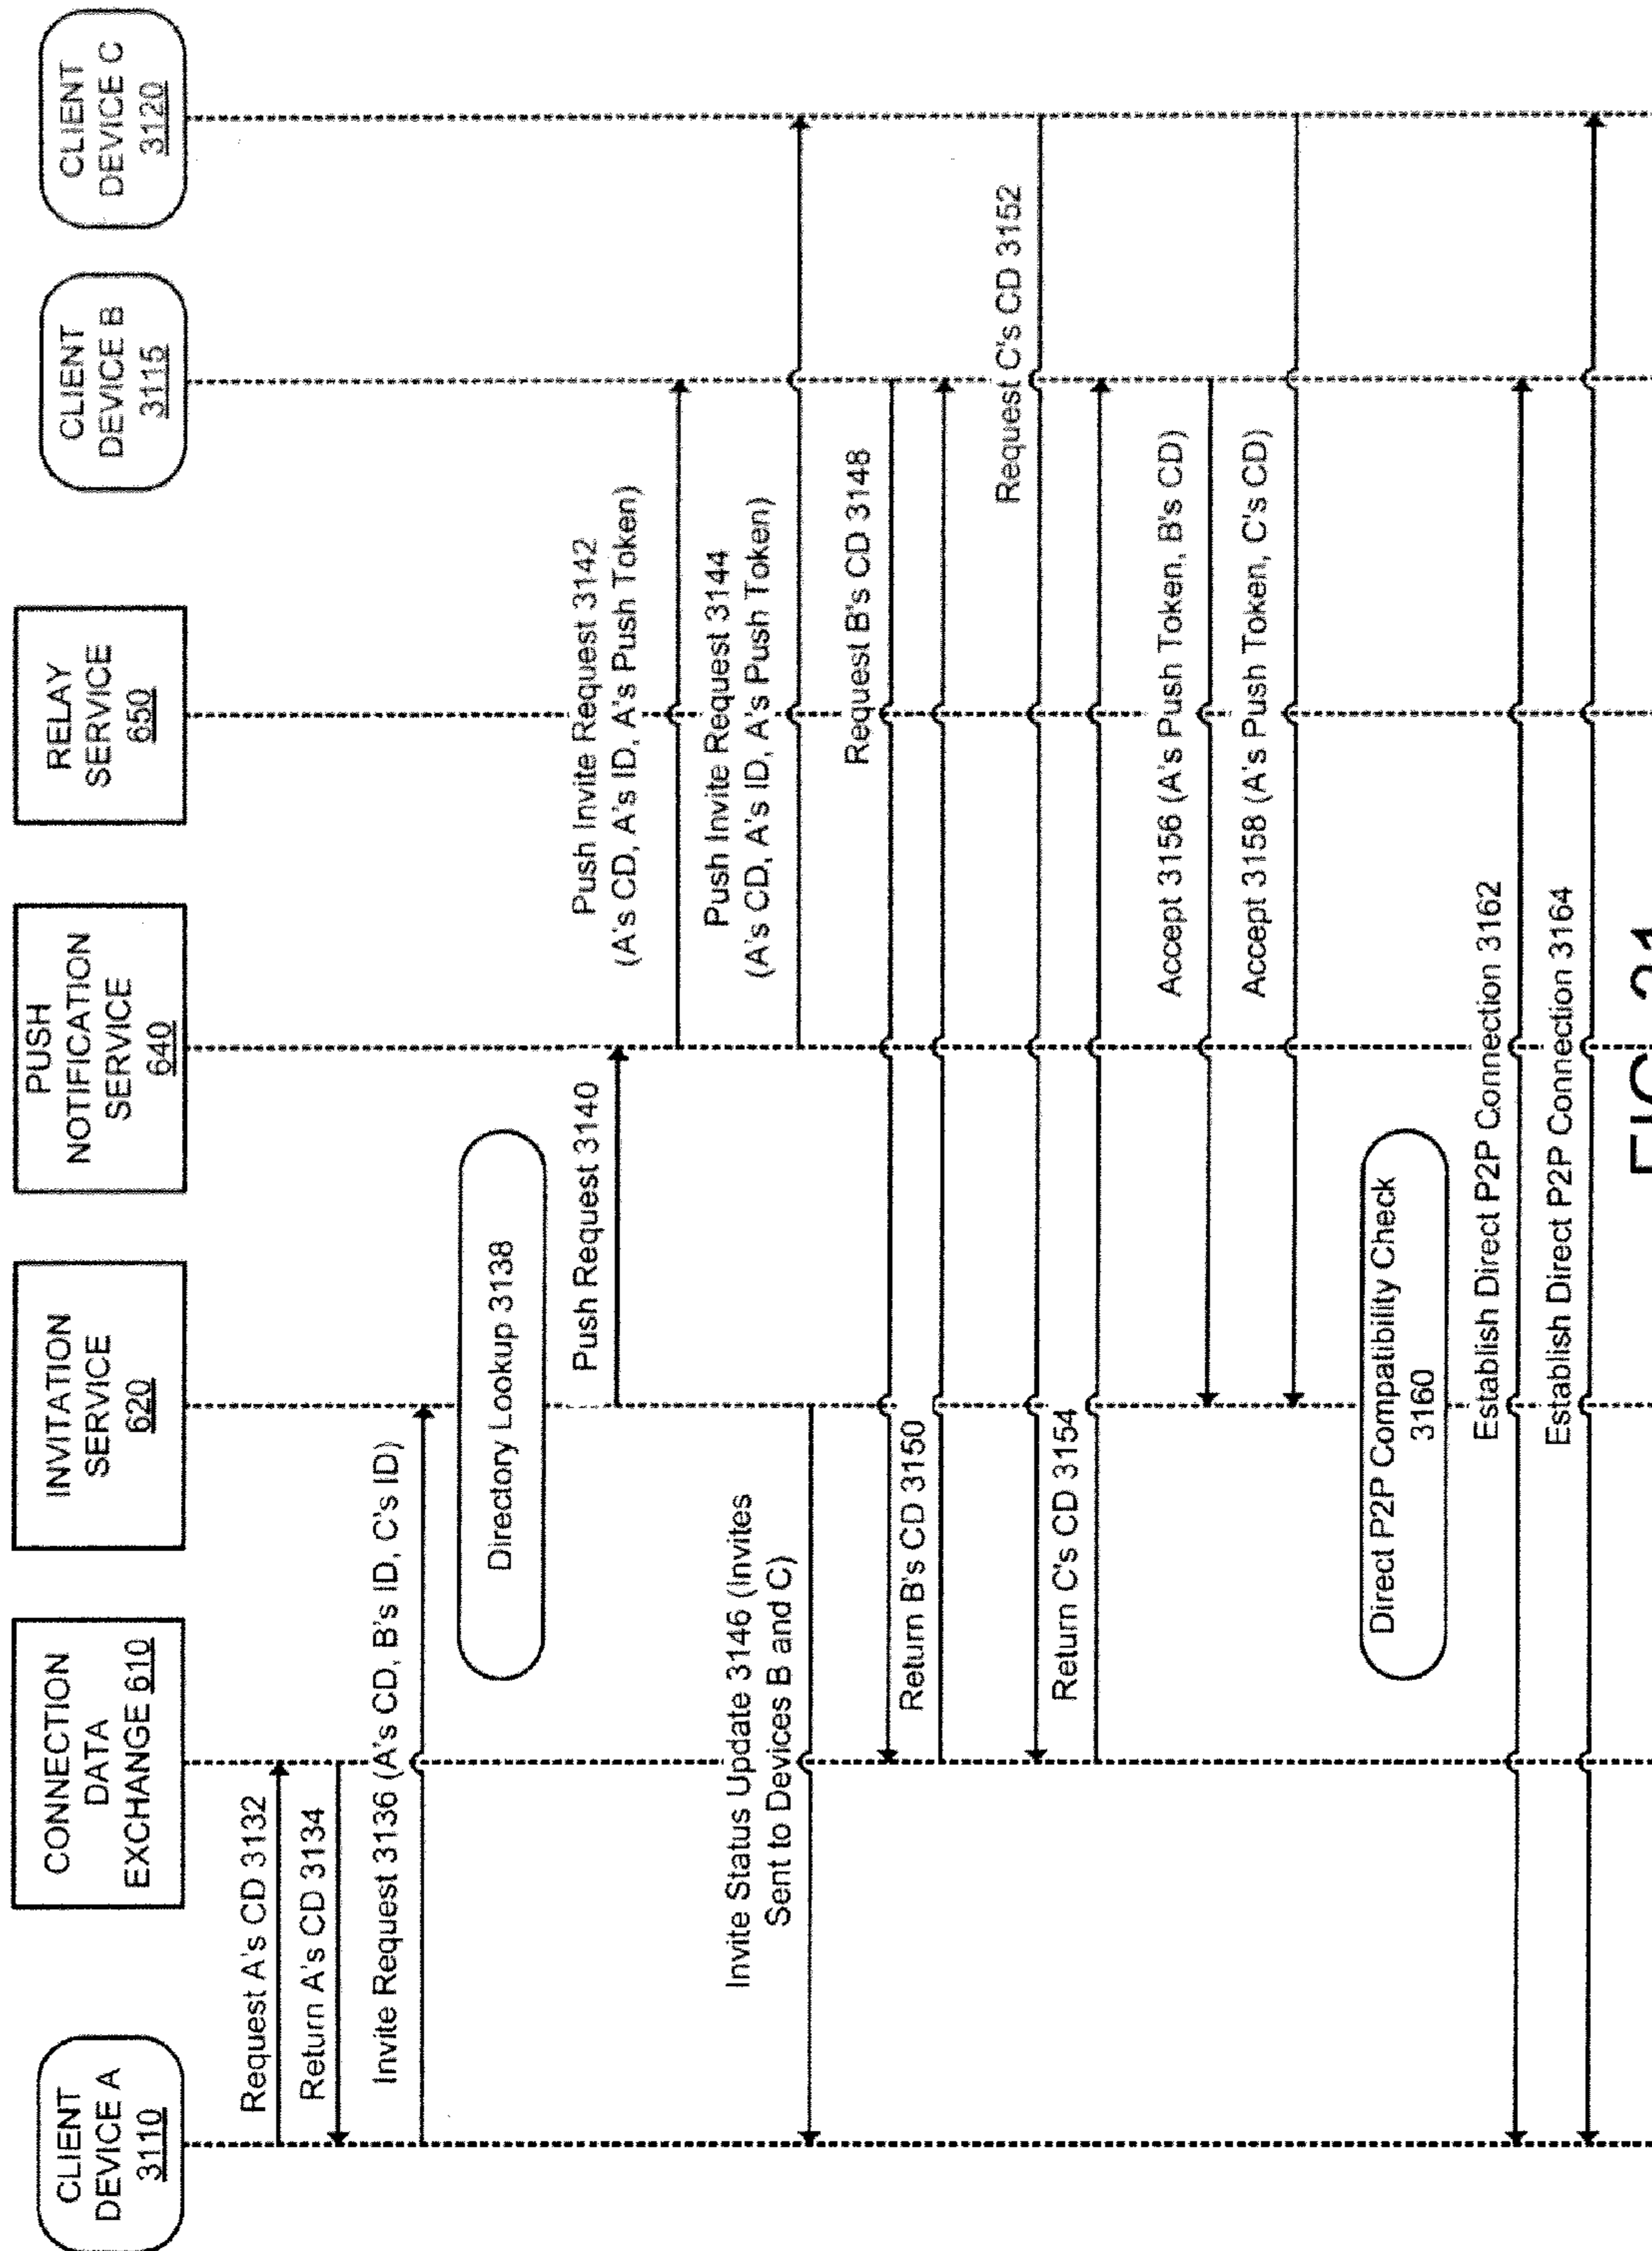 CLIENT
DEVICE A
3110
CONNECTION
DATA
EXCHANGE 610
INVITATION
SERVICE
620
PUSH
NOTIFICATION
SERVICE
640
RELAY
SERVICE
650
CLIENT
DEVICE B
3115
CLIENT
DEVICE C
3120
Request A's CD 3132
Return A's CD 3134
Invite Request 3136 (A's CD, B's ID, C's ID)
Directory Lookup 3138
Push Request 3140
Push Invite Request 3142
(A's CD, A's ID, A's Push Token)
Push Invite Request 3144
(A's CD, A's ID, A's Push Token)
Invite Status Update 3146 (Invites
Sent to Devices B and C)
Request B's CD 3148
Return B's CD 3150
Request C's CD 3152
Return C's CD 3154
Accept 3156 (A's Push Token, B's CD)
Accept 3158 (A's Push Token, C's CD)
Direct P2P Compatibility Check
3160
Establish Direct P2P Connection 3162
Establish Direct P2P Connection 3164
FIG. 31